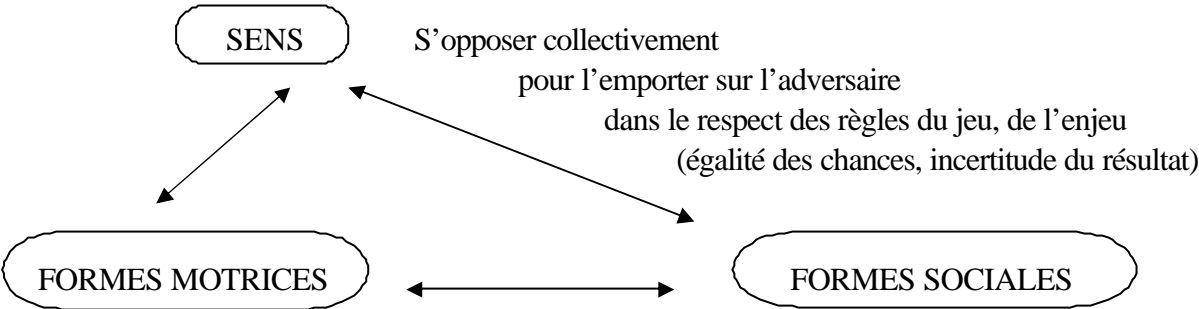 SENS S’opposer collectivement
pour l’emporter sur l’adversaire
dans le respect des règles du jeu, de l’enjeu
(égalité des chances, incertitude du résultat)
FORMES MOTRICES FORMES SOCIALES